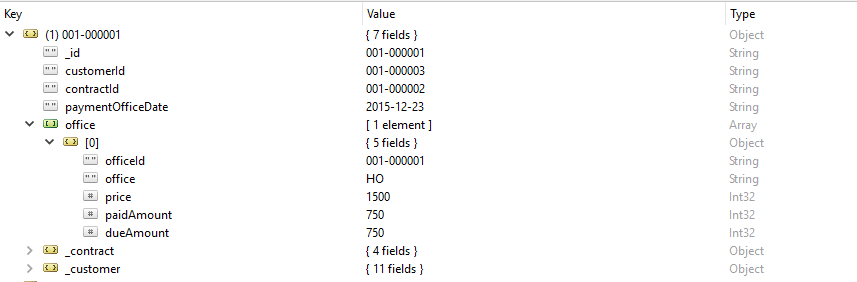 Key Value Type
(1) 001-000001 { 7 fields } Object
"" _id 001-000001 String
"" customerId 001-000003 String
"" contractId 001-000002 String
"" paymentOfficeDate 2015-12-23 String
office [ 1 element ] Array
[0] { 5 fields } Object
"" officeId 001-000001 String
"" office HO String
# price 1500 Int32
# paidAmount 750 Int32
# dueAmount 750 Int32
_contract { 4 fields } Object
_customer { 11 fields } Object